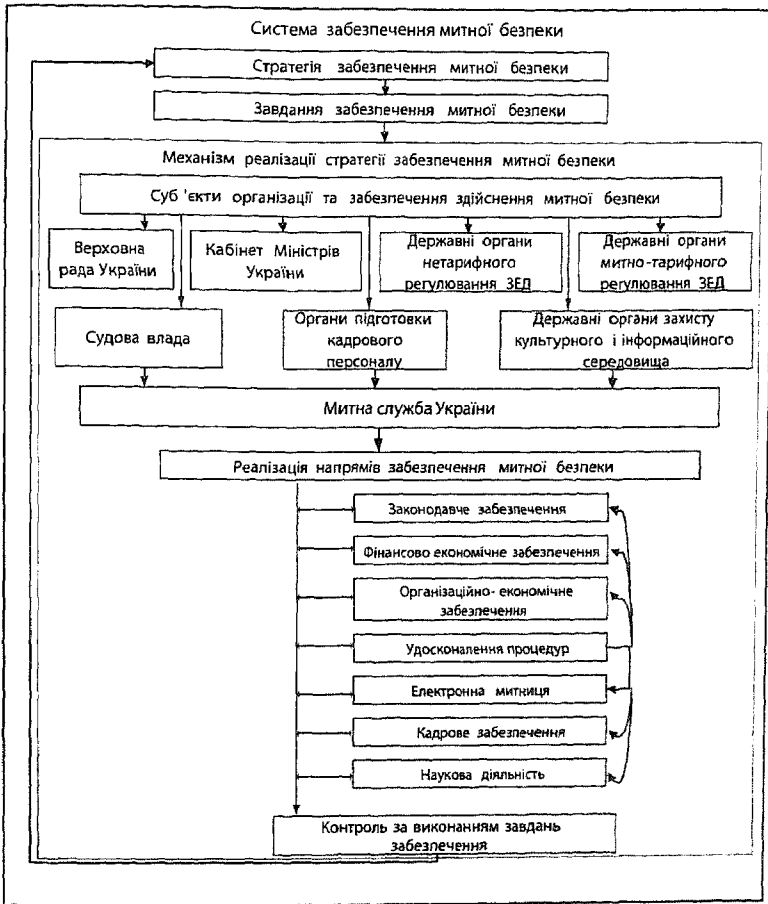 Система забезпечення митної безпеки
Стратегія забезпечення митної безпеки
Завдання забезпечення митної безпеки
Механізм реалізації стратегії забезпечення митної безпеки
Суб 'єкти організації та забезпечення здійснення митної безпеки
Верховна
рада України
Кабінет Міністрів
України
Державні органи
нетарифного
регулювання ЗЕД
Державні органи
митно-тарифного
регулювання ЗЕД
Судова влада
Органи підготовки
кадрового
персоналу
Державні органи захисту
культурного і інформаційного
середовища
Митна служба України
Реалізація напрямів забезпечення митної безпеки
Законодавче забезпечення
Фінансово економічне забезпечення
Організаційно- економічне
забезпечення
Удосконалення процедур
Електронна митниця
Кадрове забезпечення
Наукова діяльність
Контроль за виконанням завдань
забезпечення